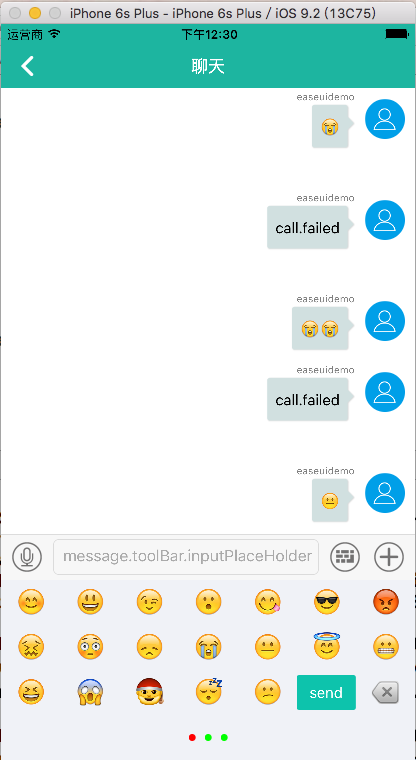 iPhone 6s Plus - iPhone 6s Plus / iOS 9.2 (13C75)
运营商 下午12:30
聊天
easeuidemo
easeuidemo
call.failed
easeuidemo
easeuidemo
call.failed
easeuidemo
message.toolBar.inputPlaceHolder
send